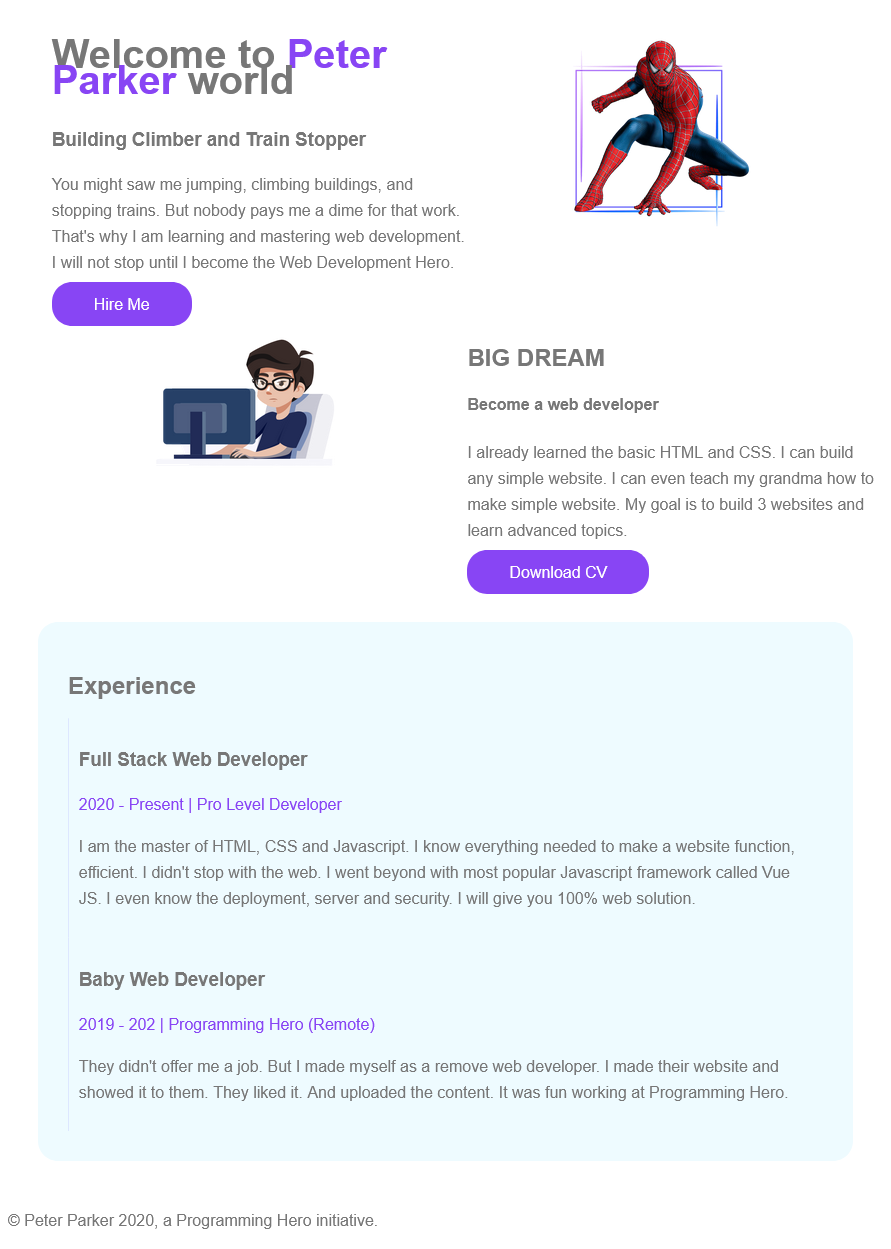 Welcome to Peter
Parker world
Building Climber and Train Stopper
You might saw me jumping, climbing buildings, and
stopping trains. But nobody pays me a dime for that work.
That's why I am learning and mastering web development.
I will not stop until I become the Web Development Hero.
Hire Me
BIG DREAM
Become a web developer
I already learned the basic HTML and CSS. I can build
any simple website. I can even teach my grandma how to
make simple website. My goal is to build 3 websites and
learn advanced topics.
Download CV
Experience
Full Stack Web Developer
2020 - Present | Pro Level Developer
I am the master of HTML, CSS and Javascript. I know everything needed to make a website function,
efficient. I didn't stop with the web. I went beyond with most popular Javascript framework called Vue
JS. I even know the deployment, server and security. I will give you 100% web solution.
Baby Web Developer
2019 - 202 | Programming Hero (Remote)
They didn't offer me a job. But I made myself as a remove web developer. I made their website and
showed it to them. They liked it. And uploaded the content. It was fun working at Programming Hero.
© Peter Parker 2020, a Programming Hero initiative.